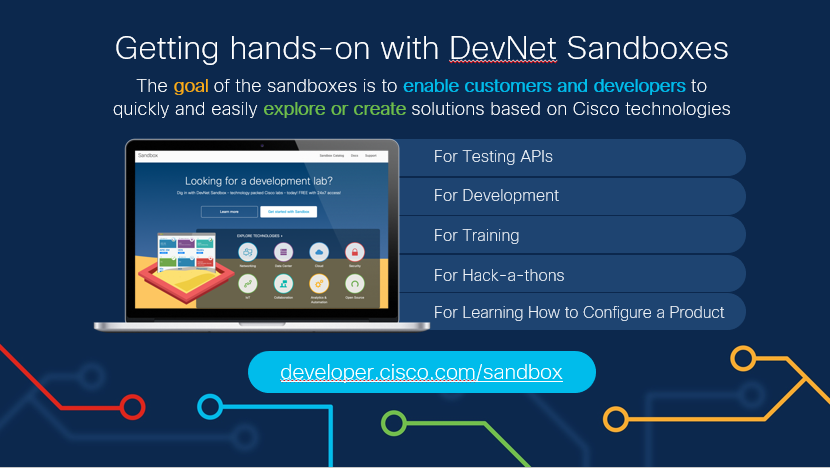 Getting hands-on with DevNet Sandboxes
The goal of the sandboxes is to enable customers and developers to
quickly and easily explore or create solutions based on Cisco technologies
Sandbox
Sandbox Catalog Docs Support
Looking for a development lab?
Dig in with DevNet Sandbox - technology packed Cisco labs - today! FREE with 24x7 access!
Learn more
Get started with Sandbox
EXPLORE TECHNOLOGIES
Networking Data Center Cloud Security
IoT Collaboration Analytics & Automation Open Source
For Testing APIs
For Development
For Training
For Hack-a-thons
For Learning How to Configure a Product
developer.cisco.com/sandbox